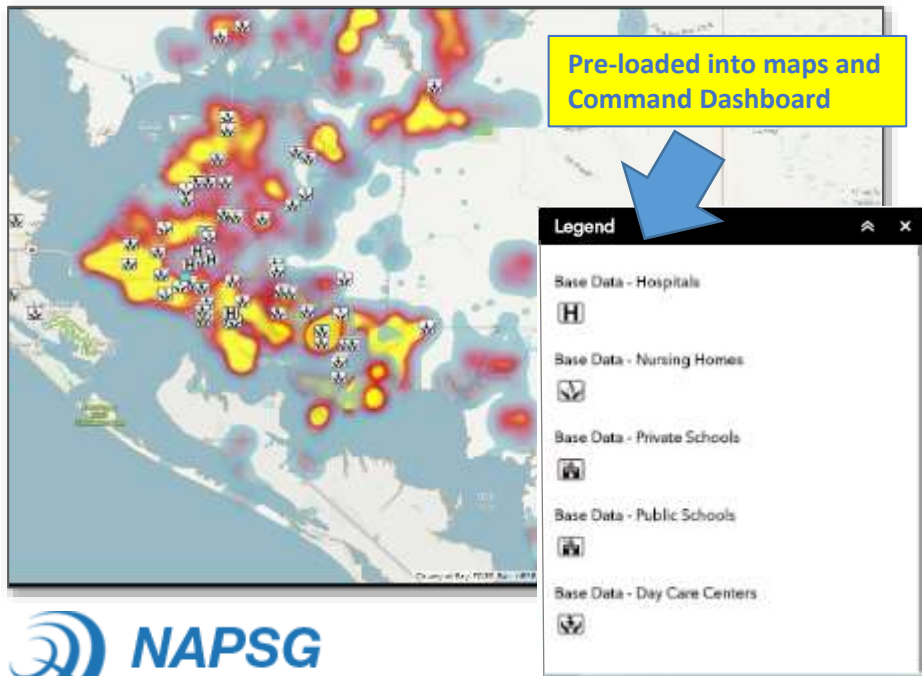 Pre-loaded into maps and
Command Dashboard
Legend
Base Data - Hospitals
H
Base Data - Nursing Homes
Base Data - Private Schools
Base Data - Public Schools
Base Data - Day Care Centers
NAPSG